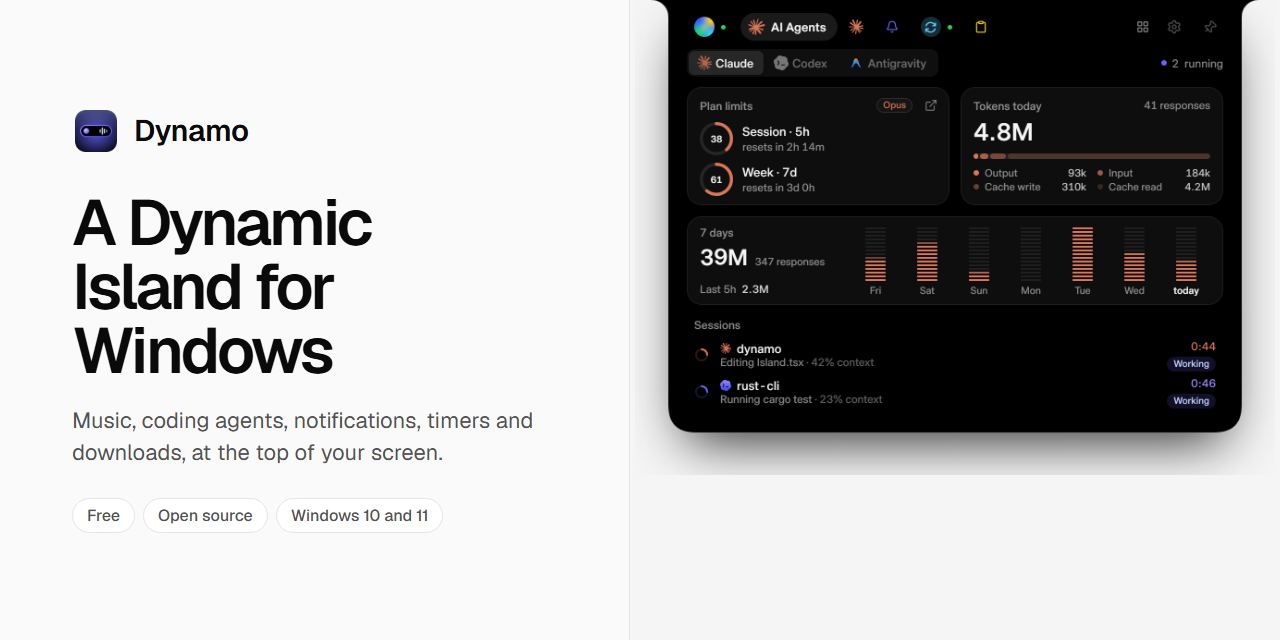 Dynamo
A Dynamic
Island for
Windows
Music, coding agents, notifications, timers and
downloads, at the top of your screen.
Free
Open source
Windows 10 and 11
AI Agents
Claude
Codex
Antigravity
2 running
Plan limits
Opus
38
Session · 5h
resets in 2h 14m
61
Week · 7d
resets in 3d 0h
Tokens today
41 responses
4.8M
Output 93k
Input 184k
Cache write 310k
Cache read 4.2M
7 days
39M 347 responses
Last 5h 2.3M
Fri Sat Sun Mon Tue Wed today
Sessions
dynamo
0:44
Editing Island.tsx · 42% context
Working
rust-cli
0:46
Running cargo test · 23% context
Working